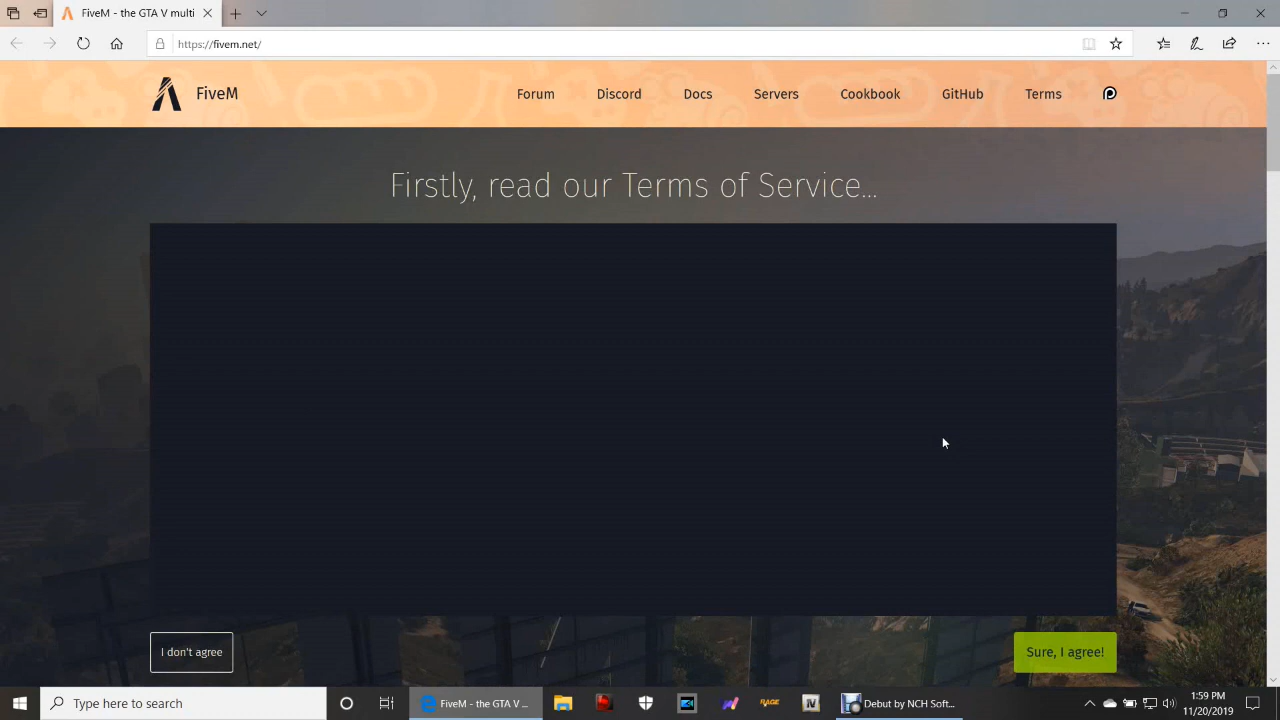 FiveM - the GTA V multi
https://fivem.net/
FiveM
Forum
Discord
Docs
Servers
Cookbook
GitHub
Terms
Firstly, read our Terms of Service...
I don't agree
Sure, I agree!
Type here to search
FiveM - the GTA V ...
RAGE
IV
Debut by NCH Soft...
1:59 PM
11/20/2019